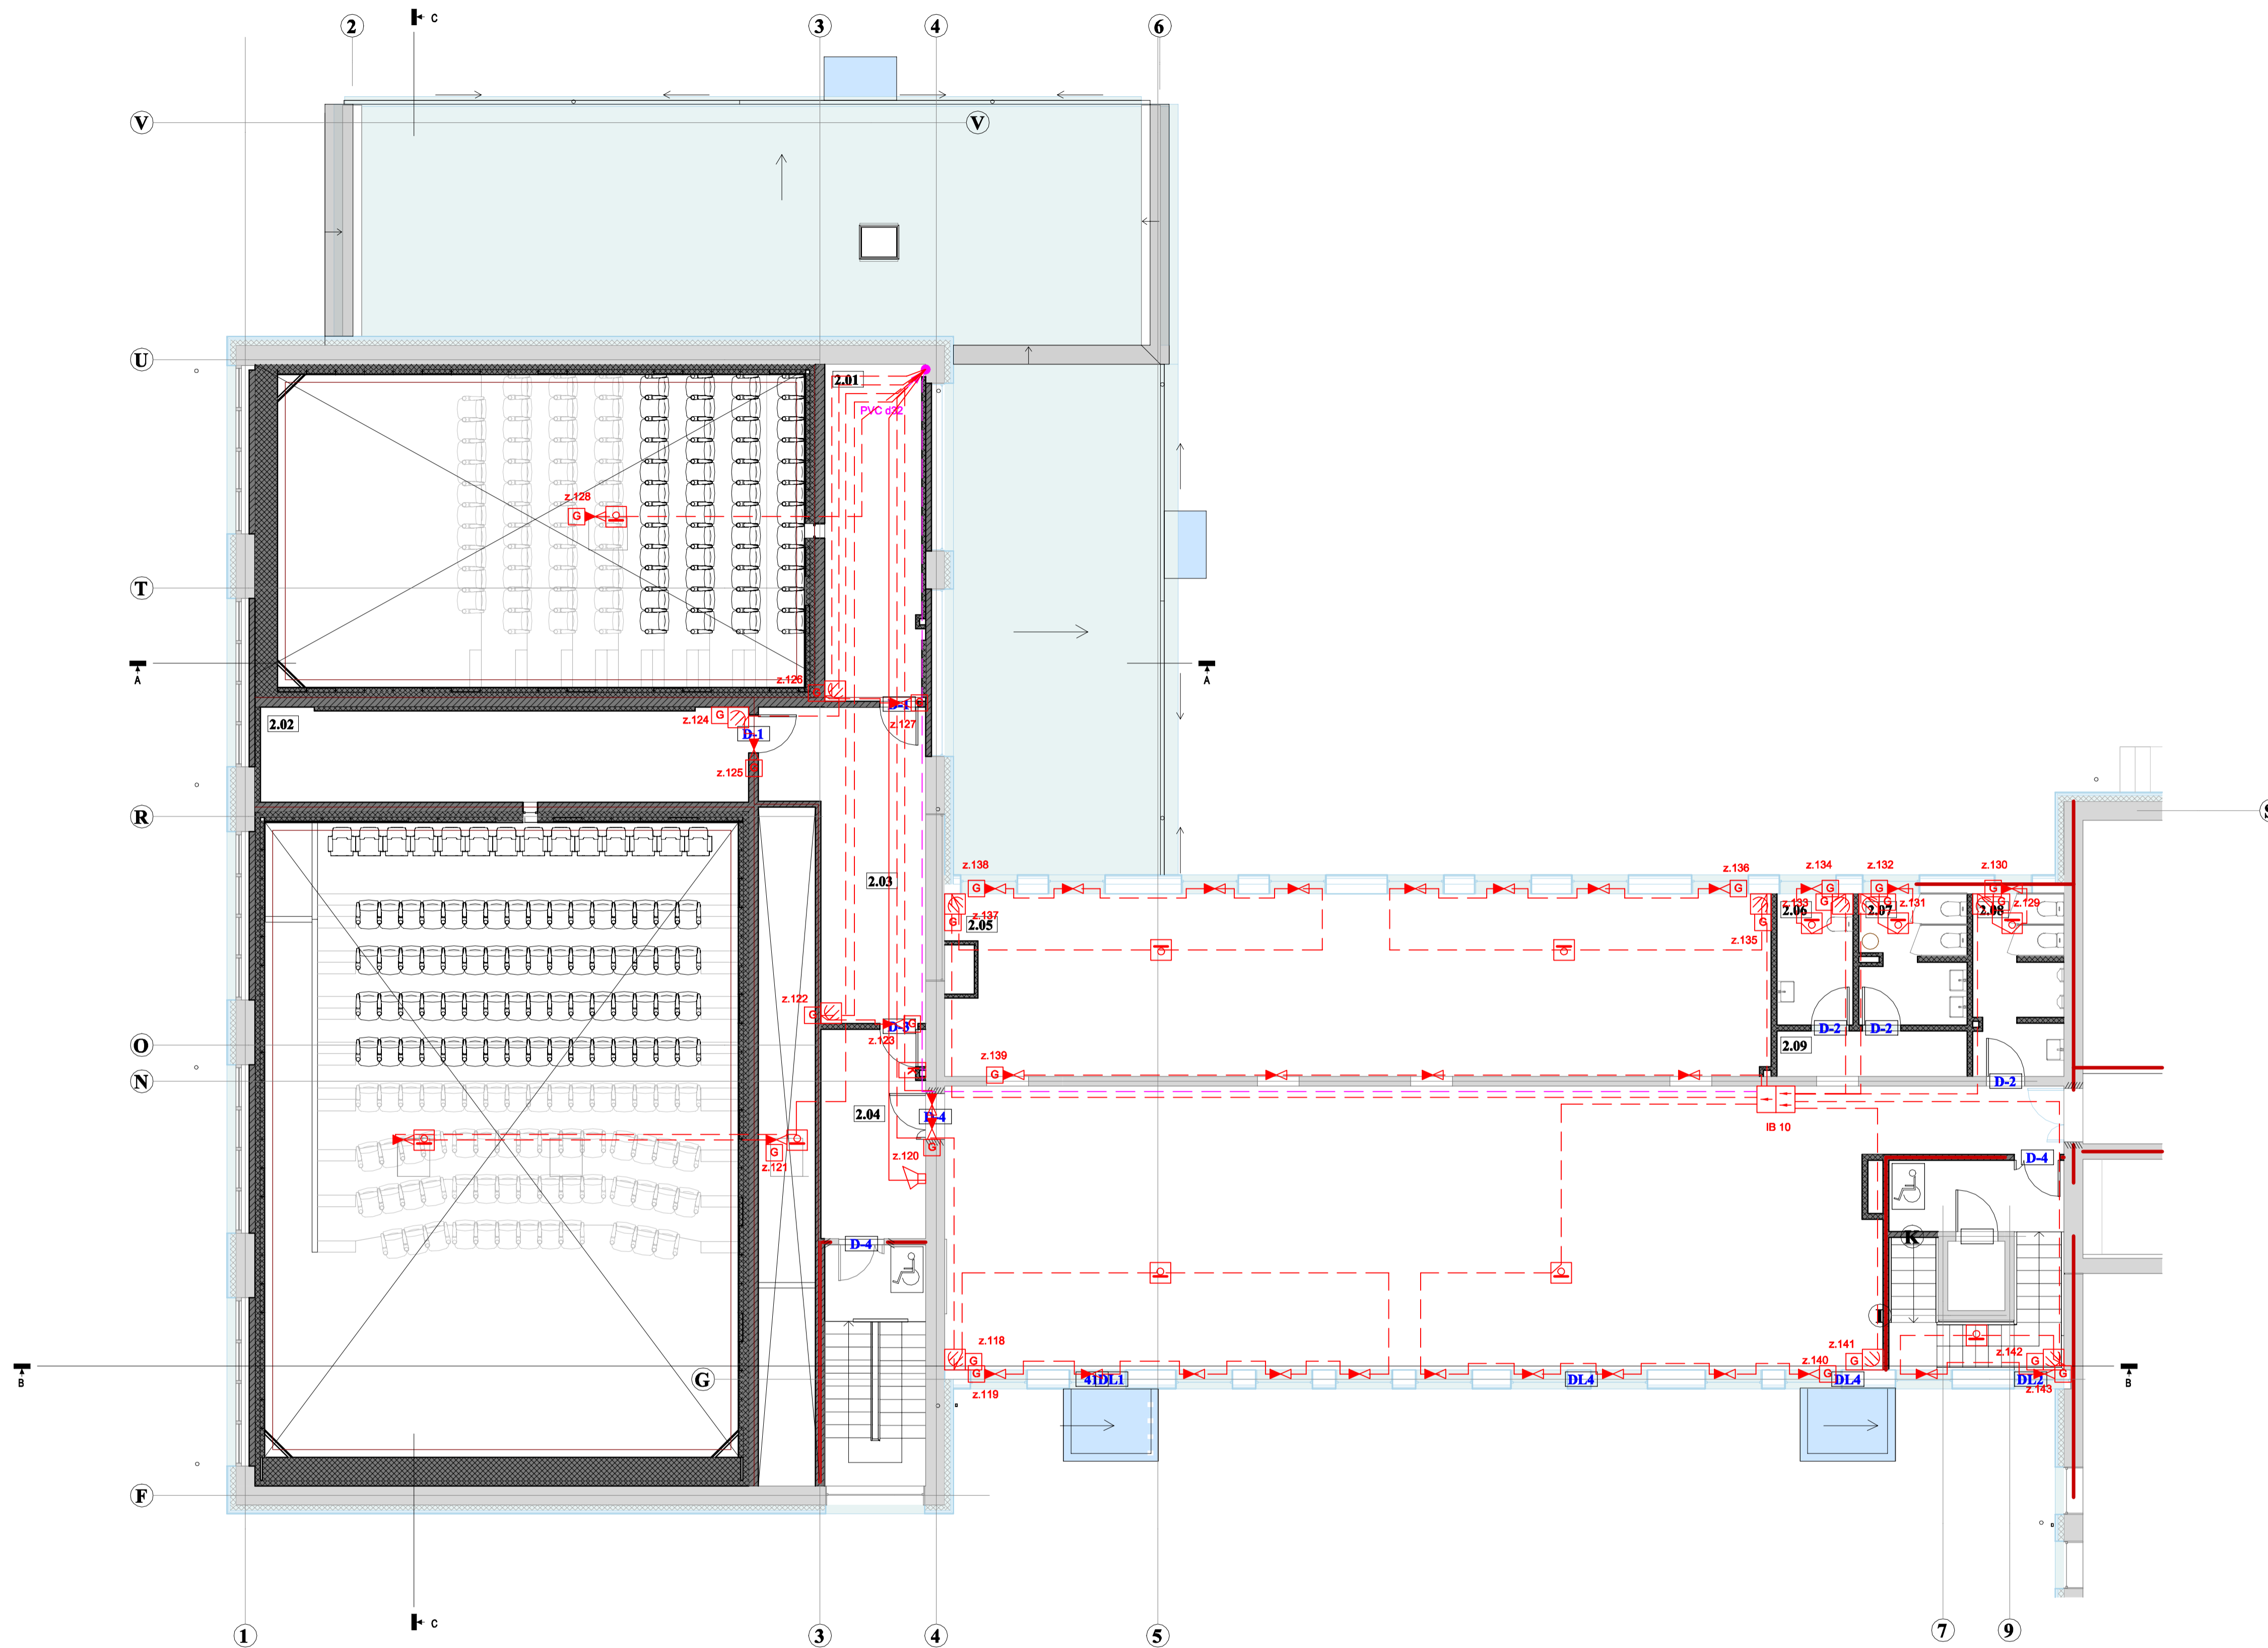 C
2
3
4
6
V
V
U
2.01
PVC d32
z.128
G
T
A
A
z.126
G
D-1
2.02
z.124
G
z.127
D-1
z.125
G
R
S
2.03
z.138
G
z.136
G
z.134
G
z.132
G
z.130
G
z.137
G
2.05
z.135
G
z.133
G
2.06
G
2.07
z.131
G
2.08
z.129
z.122
G
D-3
G
z.123
D-2
D-2
O
2.09
z.139
G
N
D-2
2.04
D-4
IB 10
G
z.120
G
z.121
D-4
K
D-4
I
z.118
G
G
z.119
z.141
G
z.140
G
z.142
G
G
z.143
B
B
G
41DL1
DL4
DL4
DL2
F
C
1
3
4
5
7
9